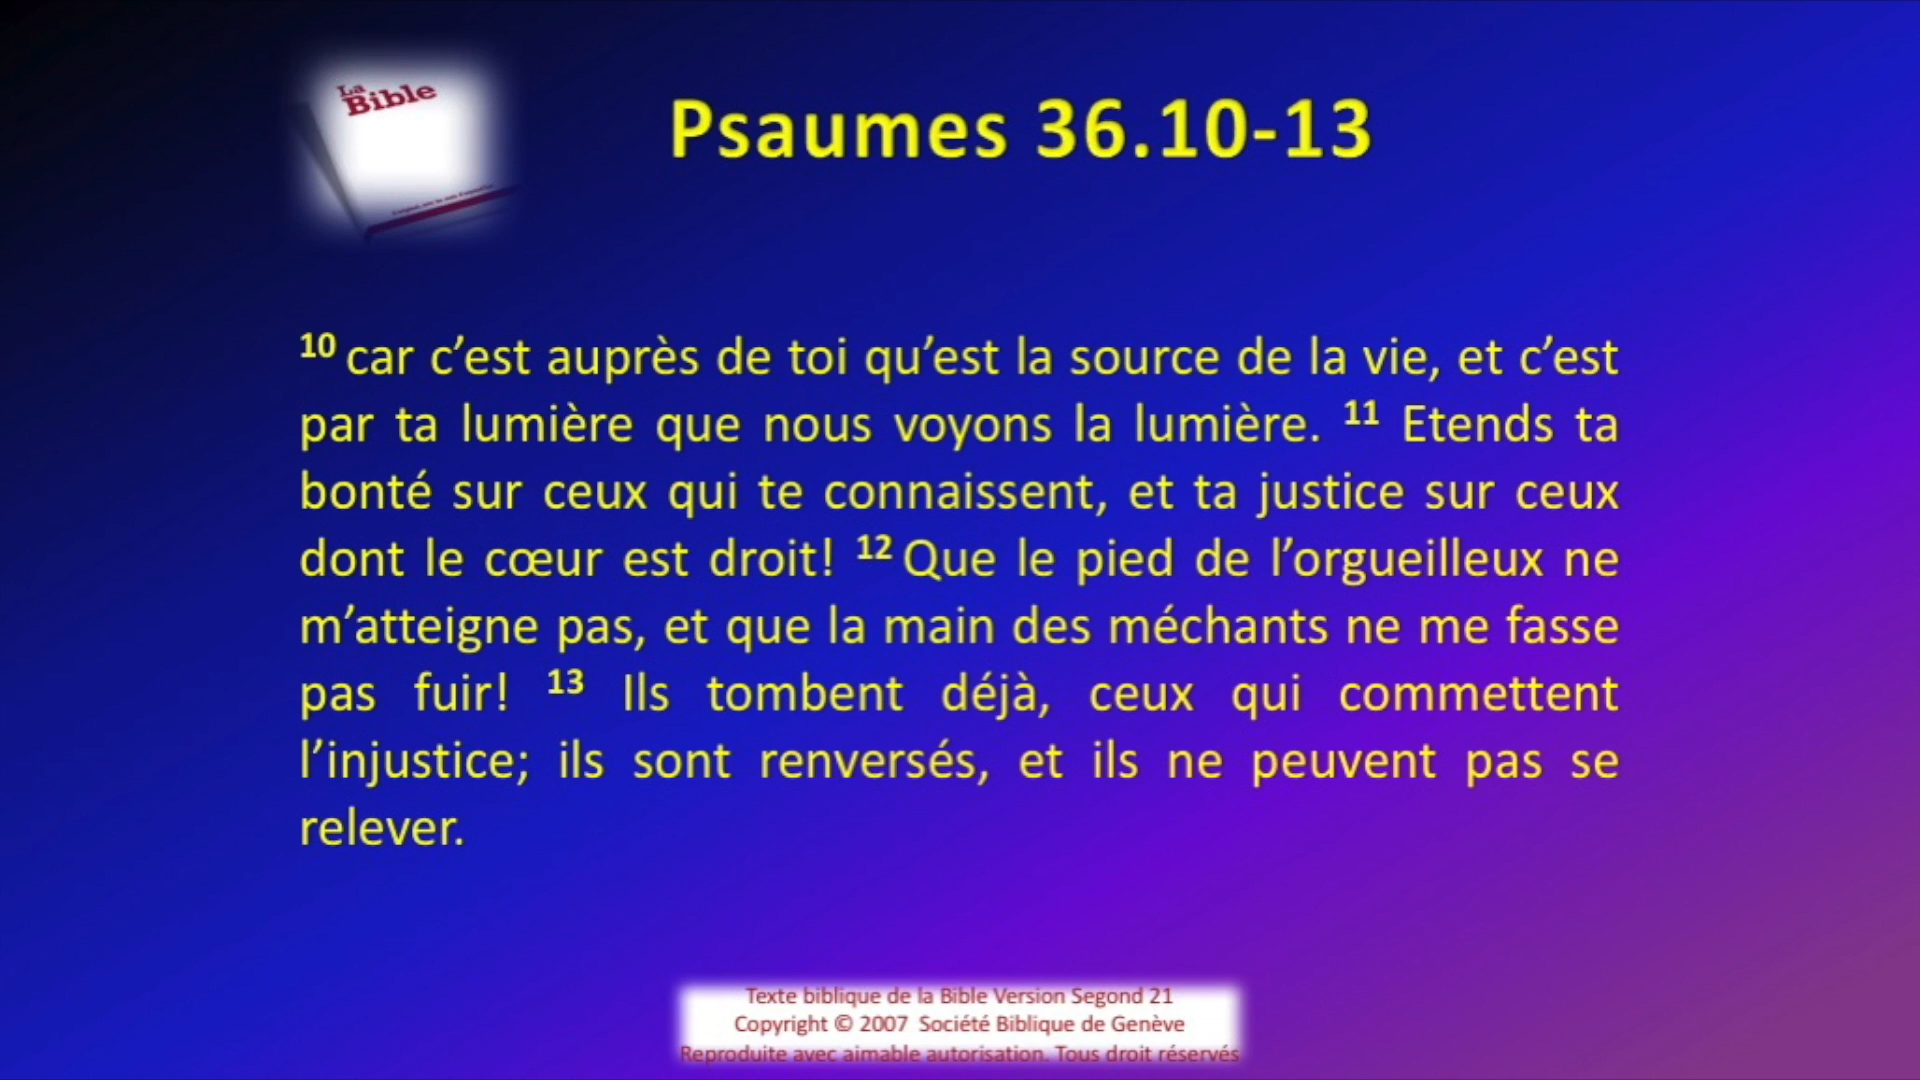 La
Bible
Psaumes 36.10-13
10 car c’est auprès de toi qu’est la source de la vie, et c’est
par ta lumière que nous voyons la lumière. 11 Etends ta
bonté sur ceux qui te connaissent, et ta justice sur ceux
dont le cœur est droit! 12 Que le pied de l’orgueilleux ne
m’atteigne pas, et que la main des méchants ne me fasse
pas fuir! 13 Ils tombent déjà, ceux qui commettent
l’injustice; ils sont renversés, et ils ne peuvent pas se
relever.
Texte biblique de la Bible Version Segond 21
Copyright © 2007 Société Biblique de Genève
Reproduite avec aimable autorisation. Tous droit réservés